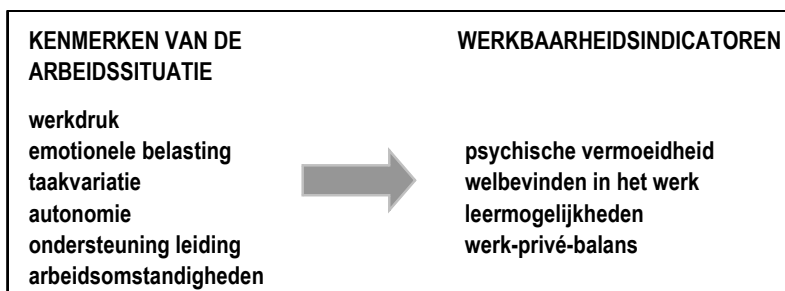 KENMERKEN VAN DE
ARBEIDSSITUATIE
werkdruk
emotionele belasting
taakvariatie
autonomie
ondersteuning leiding
arbeidsomstandigheden
WERKBAARHEIDSINDICATOREN
psychische vermoeidheid
welbevinden in het werk
leermogelijkheden
werk-privé-balans